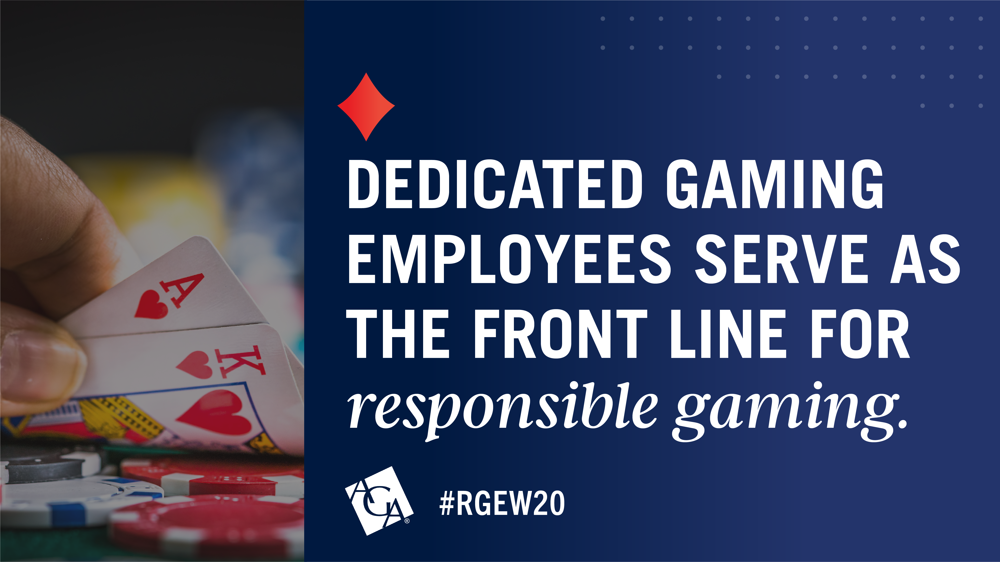 A
K
DEDICATED GAMING
EMPLOYEES SERVE AS
THE FRONT LINE FOR
responsible gaming.
AGA®
#RGEW20